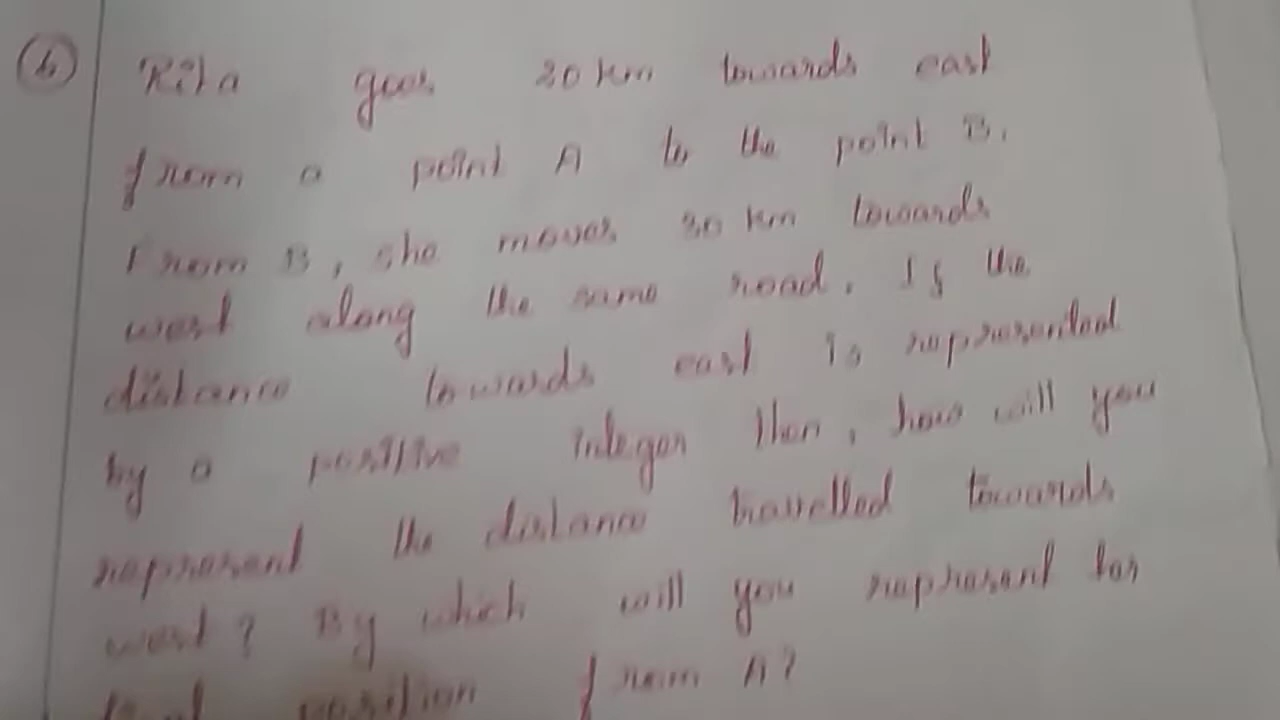 6 Rita goes 20 km towards east
from a point A to the point B.
From B, she moves 30 km towards
west along the same road. If the
distance towards east is represented
by a positive integer then, how will you
represent the distance travelled towards
west? By which will you represent her
position from A?